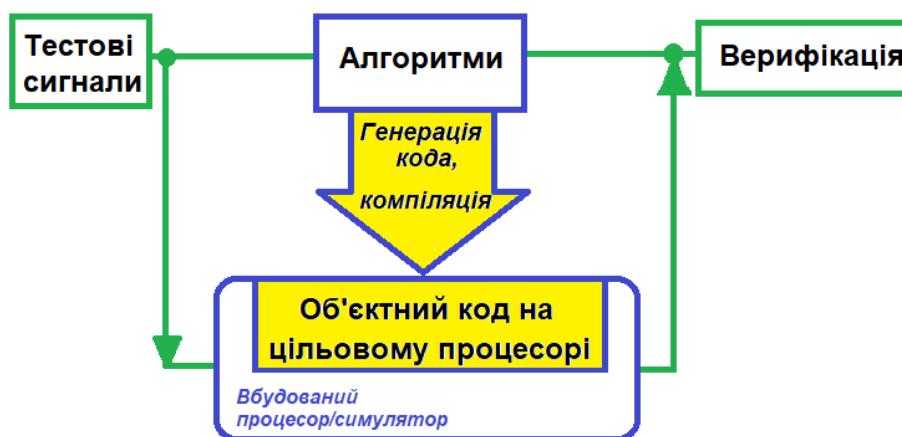 Тестові
сигнали
Алгоритми
Верифікація
Генерація
кода,
компіляція
Об'єктний код на
цільовому процесорі
Вбудований
процесор/симулятор